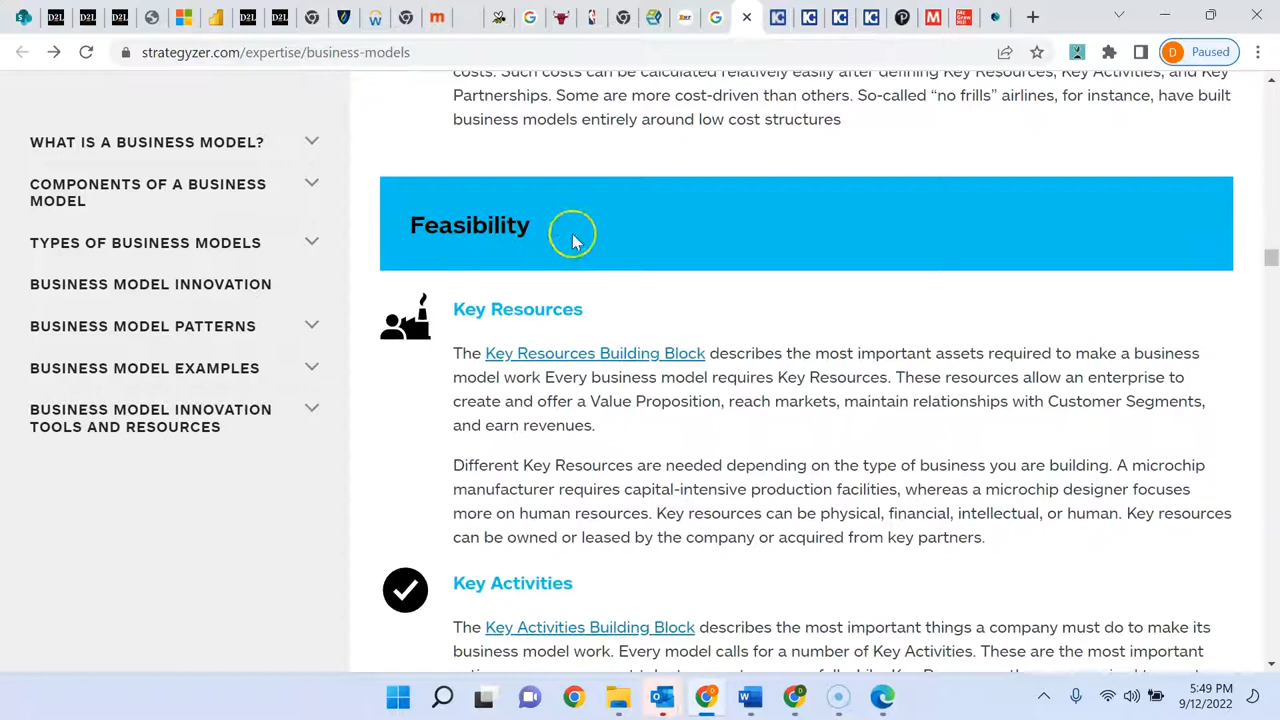 D2L
D2L
D2L
D2L
D2L
strategyzer.com/expertise/business-models
D
Paused
costs. Such costs can be calculated relatively easily after defining Key Resources, Key Activities, and Key
Partnerships. Some are more cost-driven than others. So-called “no frills” airlines, for instance, have built
business models entirely around low cost structures
WHAT IS A BUSINESS MODEL?
COMPONENTS OF A BUSINESS
MODEL
TYPES OF BUSINESS MODELS
BUSINESS MODEL INNOVATION
BUSINESS MODEL PATTERNS
BUSINESS MODEL EXAMPLES
BUSINESS MODEL INNOVATION
TOOLS AND RESOURCES
Feasibility
Key Resources
The Key Resources Building Block describes the most important assets required to make a business
model work Every business model requires Key Resources. These resources allow an enterprise to
create and offer a Value Proposition, reach markets, maintain relationships with Customer Segments,
and earn revenues.
Different Key Resources are needed depending on the type of business you are building. A microchip
manufacturer requires capital-intensive production facilities, whereas a microchip designer focuses
more on human resources. Key resources can be physical, financial, intellectual, or human. Key resources
can be owned or leased by the company or acquired from key partners.
Key Activities
The Key Activities Building Block describes the most important things a company must do to make its
business model work. Every model calls for a number of Key Activities. These are the most important
5:49 PM
9/12/2022